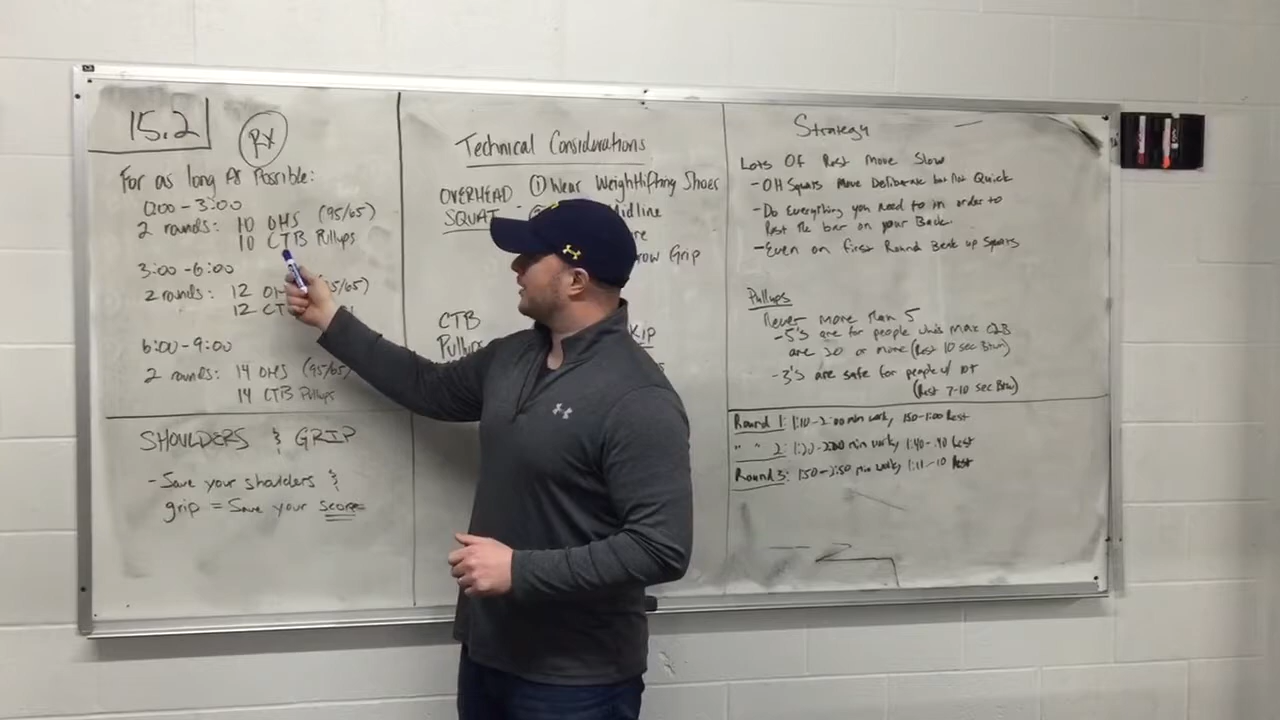 15.2
RX
For as long As Possible:
0:00 - 3:00
2 rounds: 10 OHS (95/65)
10 CTB Pullups
3:00 - 6:00
2 rounds: 12 5/65)
12 CT
6:00 - 9:00
2 rounds: 14 OHS (95/65)
14 CTB Pullups
SHOULDERS & GRIP
- Save your shoulders &
grip = Save your score
Technical Considerations
OVERHEAD ① Wear Weightlifting Shoes
SQUAT Midline
Grip
CTB Kip
Pullups
Strategy
Lots Of Rest Move Slow
- OH Squats Move Deliberate but Not Quick
- Do Everything you Need to in order to
Rest the bar on your Back.
- Even on first Round Break up Squats
Pullups
Never more than 5
- 5's are for people who's max CTB
are 20 or more (Rest 10 sec Btwn)
- 3's are safe for people w/ 10+
(Rest 7-10 sec Btw)
Round 1: 1:10-2:00 min work, 1:50-1:00 Rest
" " 2: 1:20-2:20 min work, 1:40-:40 Rest
Round 3: 1:50-2:50 min work, 1:11-10 Rest